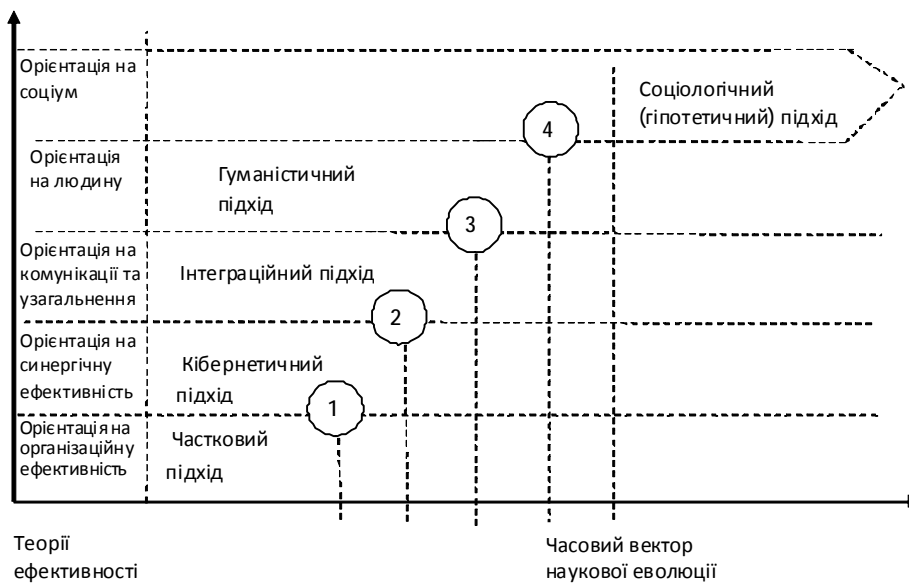 Орієнтація на
соціум
Соціологічний
(гіпотетичний) підхід
4
Орієнтація
на людину
Гуманістичний
підхід
3
Орієнтація на
комунікації та
узагальнення
Інтеграційний підхід
2
Орієнтація на
синергічну
ефективність
Кібернетичний
підхід
1
Орієнтація на
організаційну
ефективність
Частковий
підхід
Теорії
ефективності
Часовий вектор
наукової еволюції